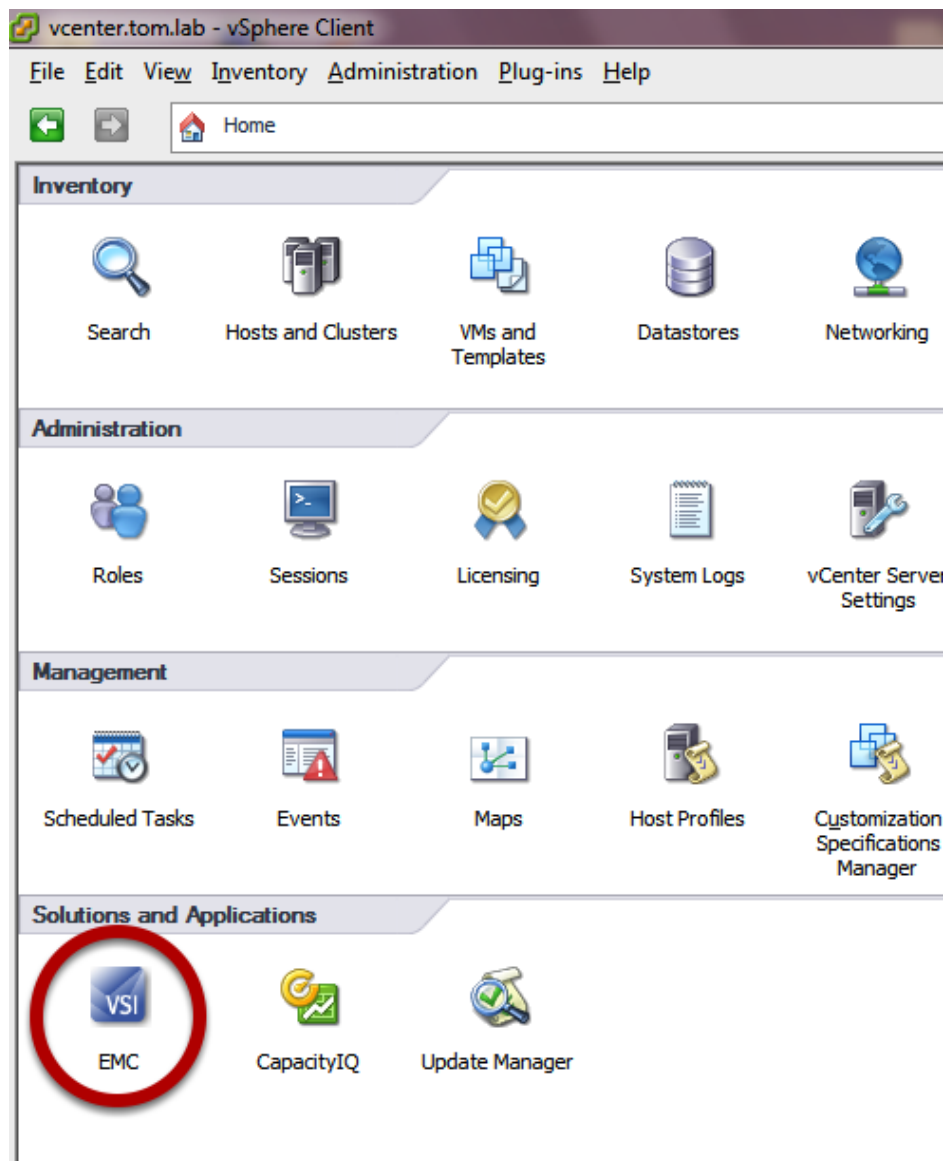 vcenter.tom.lab - vSphere Client
File Edit View Inventory Administration Plug-ins Help
Home
Inventory
Search
Hosts and Clusters
VMs and
Templates
Datastores
Networking
Administration
Roles
Sessions
Licensing
System Logs
vCenter Server
Settings
Management
Scheduled Tasks
Events
Maps
Host Profiles
Customization
Specifications
Manager
Solutions and Applications
VSI
EMC
CapacityIQ
Update Manager